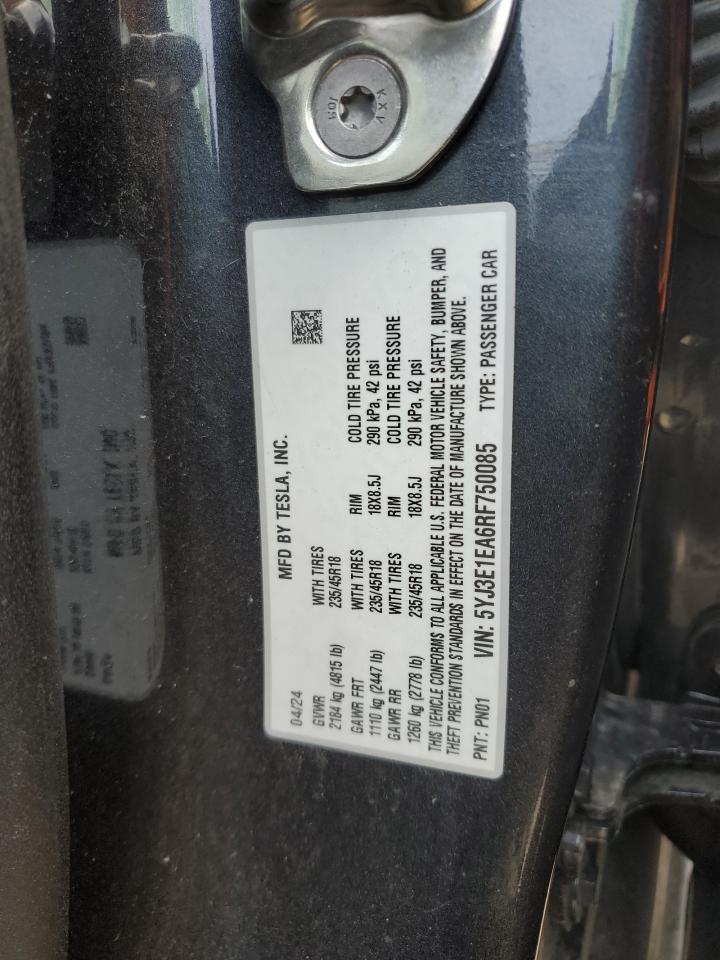 MFD BY TESLA, INC.
04/24
GVWR WITH TIRES
2184 kg (4815 lb) 235/45R18
GAWR FRT WITH TIRES RIM COLD TIRE PRESSURE
1110 kg (2447 lb) 235/45R18 18X8.5J 290 kPa, 42 psi
GAWR RR WITH TIRES RIM COLD TIRE PRESSURE
1260 kg (2778 lb) 235/45R18 18X8.5J 290 kPa, 42 psi
THIS VEHICLE CONFORMS TO ALL APPLICABLE U.S. FEDERAL MOTOR VEHICLE SAFETY, BUMPER, AND
THEFT PREVENTION STANDARDS IN EFFECT ON THE DATE OF MANUFACTURE SHOWN ABOVE.
PNT: PN01 VIN: 5YJ3E1EA6RF750085 TYPE: PASSENGER CAR